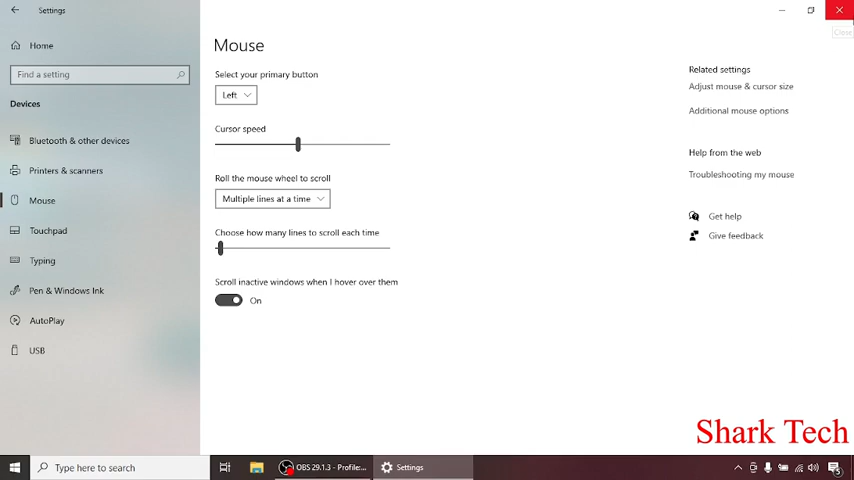 Settings
Close
Home
Find a setting
Devices
Bluetooth & other devices
Printers & scanners
Mouse
Touchpad
Typing
Pen & Windows Ink
AutoPlay
USB
Mouse
Select your primary button
Left
Cursor speed
Roll the mouse wheel to scroll
Multiple lines at a time
Choose how many lines to scroll each time
Scroll inactive windows when I hover over them
On
Related settings
Adjust mouse & cursor size
Additional mouse options
Help from the web
Troubleshooting my mouse
Get help
Give feedback
Shark Tech
Type here to search
OBS 29.1.3 - Profile:...
Settings
5